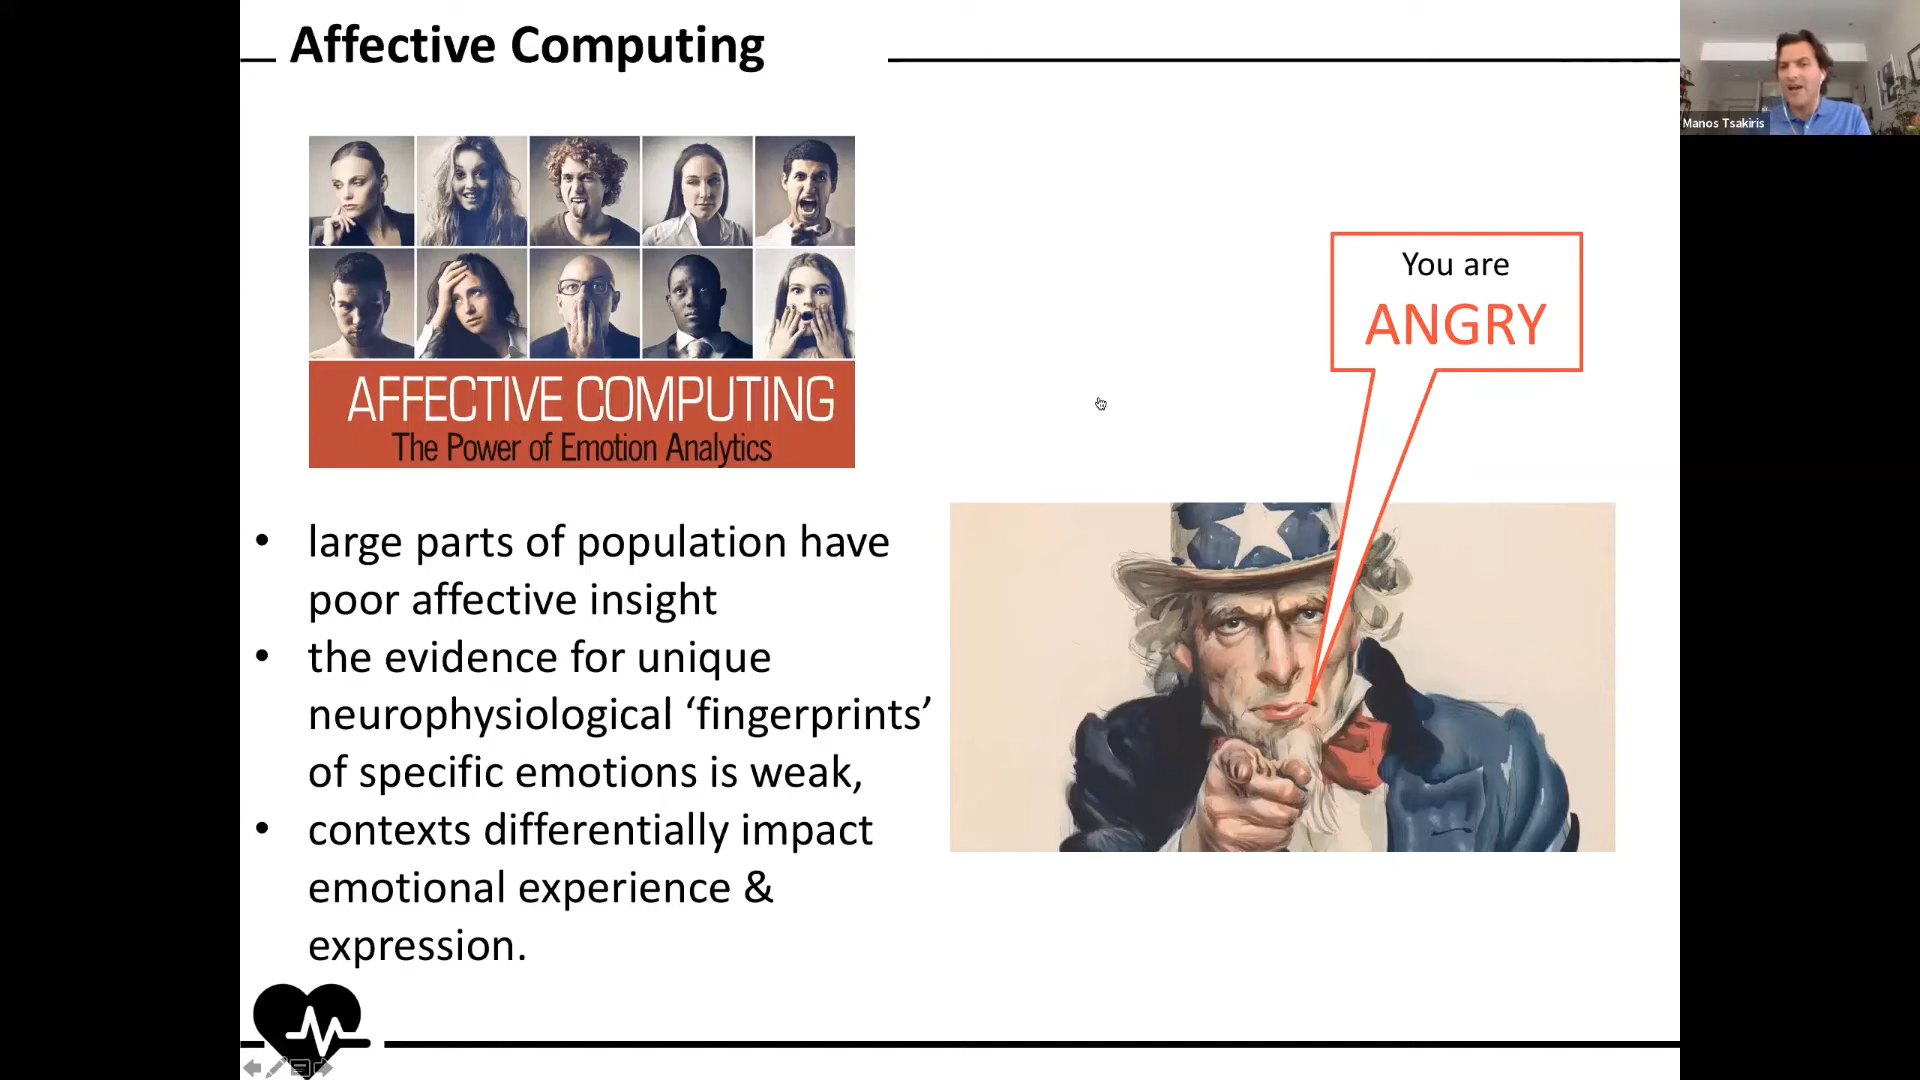 Affective Computing
Manos Tsakiris
You are
ANGRY
AFFECTIVE COMPUTING
The Power of Emotion Analytics
• large parts of population have
poor affective insight
• the evidence for unique
neurophysiological ‘fingerprints’
of specific emotions is weak,
• contexts differentially impact
emotional experience &
expression.